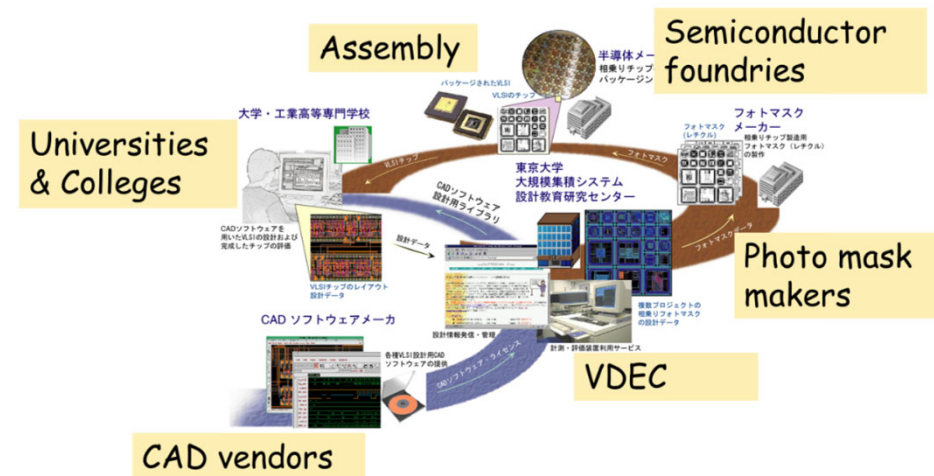 Assembly
Semiconductor
foundries
半導体メー
相乗りチップ
パッケージン
パッケージされたVLSI
VLSIのチップ
大学・工業高等専門学校
Universities
& Colleges
VLSIチップ
フォトマスク
フォトマスク
(レチクル)
フォトマスク
メーカー
相乗りチップ製造用
フォトマスク（レチクル）
の製作
東京大学
大規模集積システム
設計教育研究センター
CADソフトウェア
設計用ライブラリ
CADソフトウェアを
用いたVLSIの設計および
完成したチップの評価
設計データ
フォトマスクデータ
VLSIチップのレイアウト
設計データ
Photo mask
makers
複数プロジェクトの
相乗りフォトマスク
の設計データ
CAD ソフトウェアメーカ
設計情報発信・管理
計測・評価装置利用サービス
各種VLSI設計用CAD
ソフトウェアの提供
CADソフトウェア・ライセンス
VDEC
CAD vendors